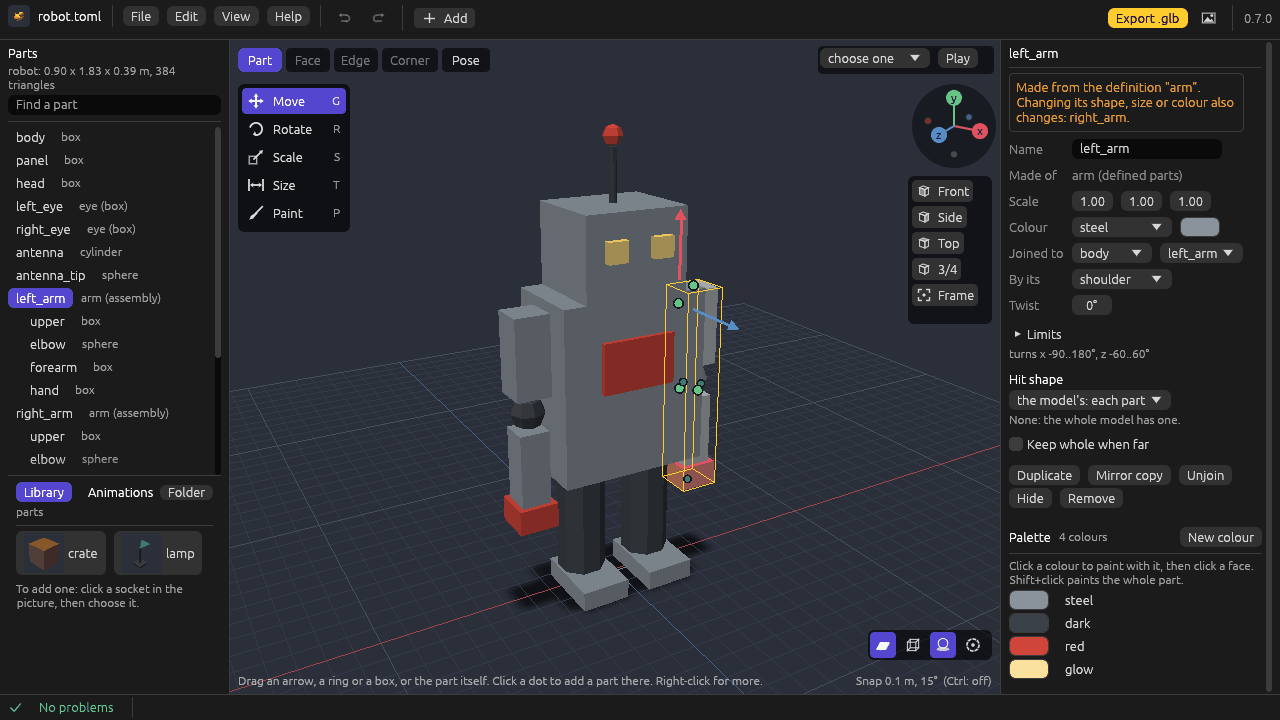 robot.toml File Edit View Help Add Export .glb 0.7.0
Parts
robot: 0.90 x 1.83 x 0.39 m, 384
triangles
Find a part
body box
panel box
head box
left_eye eye (box)
right_eye eye (box)
antenna cylinder
antenna_tip sphere
left_arm arm (assembly)
upper box
elbow sphere
forearm box
hand box
right_arm arm (assembly)
upper box
elbow sphere
Library Animations Folder
parts
crate lamp
To add one: click a socket in the
picture, then choose it.
Part Face Edge Corner Pose
Move G
Rotate R
Scale S
Size T
Paint P
choose one Play
y
x
z
Front
Side
Top
3/4
Frame
Drag an arrow, a ring or a box, or the part itself. Click a dot to add a part there. Right-click for more.
Snap 0.1 m, 15° (Ctrl: off)
left_arm
Made from the definition "arm".
Changing its shape, size or colour also
changes: right_arm.
Name left_arm
Made of arm (defined parts)
Scale 1.00 1.00 1.00
Colour steel
Joined to body left_arm
By its shoulder
Twist 0°
Limits
turns x -90..180°, z -60..60°
Hit shape
the model's: each part
None: the whole model has one.
Keep whole when far
Duplicate Mirror copy Unjoin
Hide Remove
Palette 4 colours New colour
Click a colour to paint with it, then click a face.
Shift+click paints the whole part.
steel
dark
red
glow
No problems